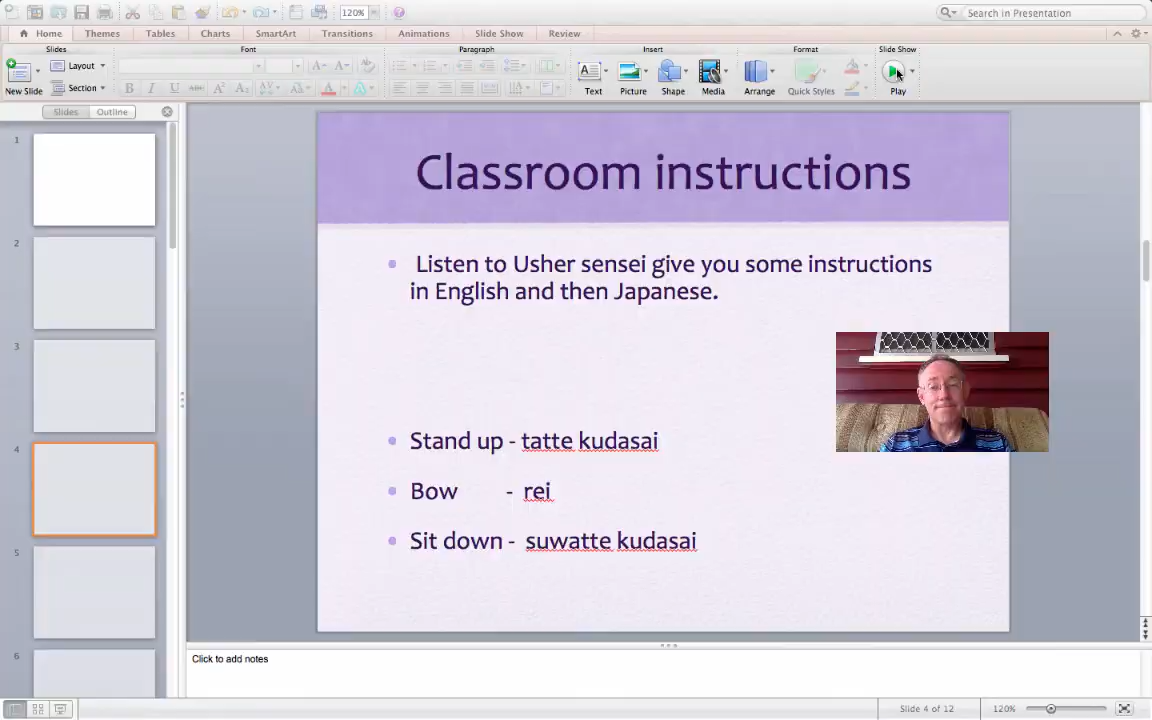 120%
Search in Presentation
Home Themes Tables Charts SmartArt Transitions Animations Slide Show Review
Slides Font Paragraph Insert Format Slide Show
Layout
Section
New Slide
B I U ABC A² A₂
Text Picture Shape Media Arrange Quick Styles Play
Slides Outline
1
2
3
4
5
6
Classroom instructions
Listen to Usher sensei give you some instructions
in English and then Japanese.
Stand up - tatte kudasai
Bow - rei
Sit down - suwatte kudasai
Click to add notes
Slide 4 of 12
120%